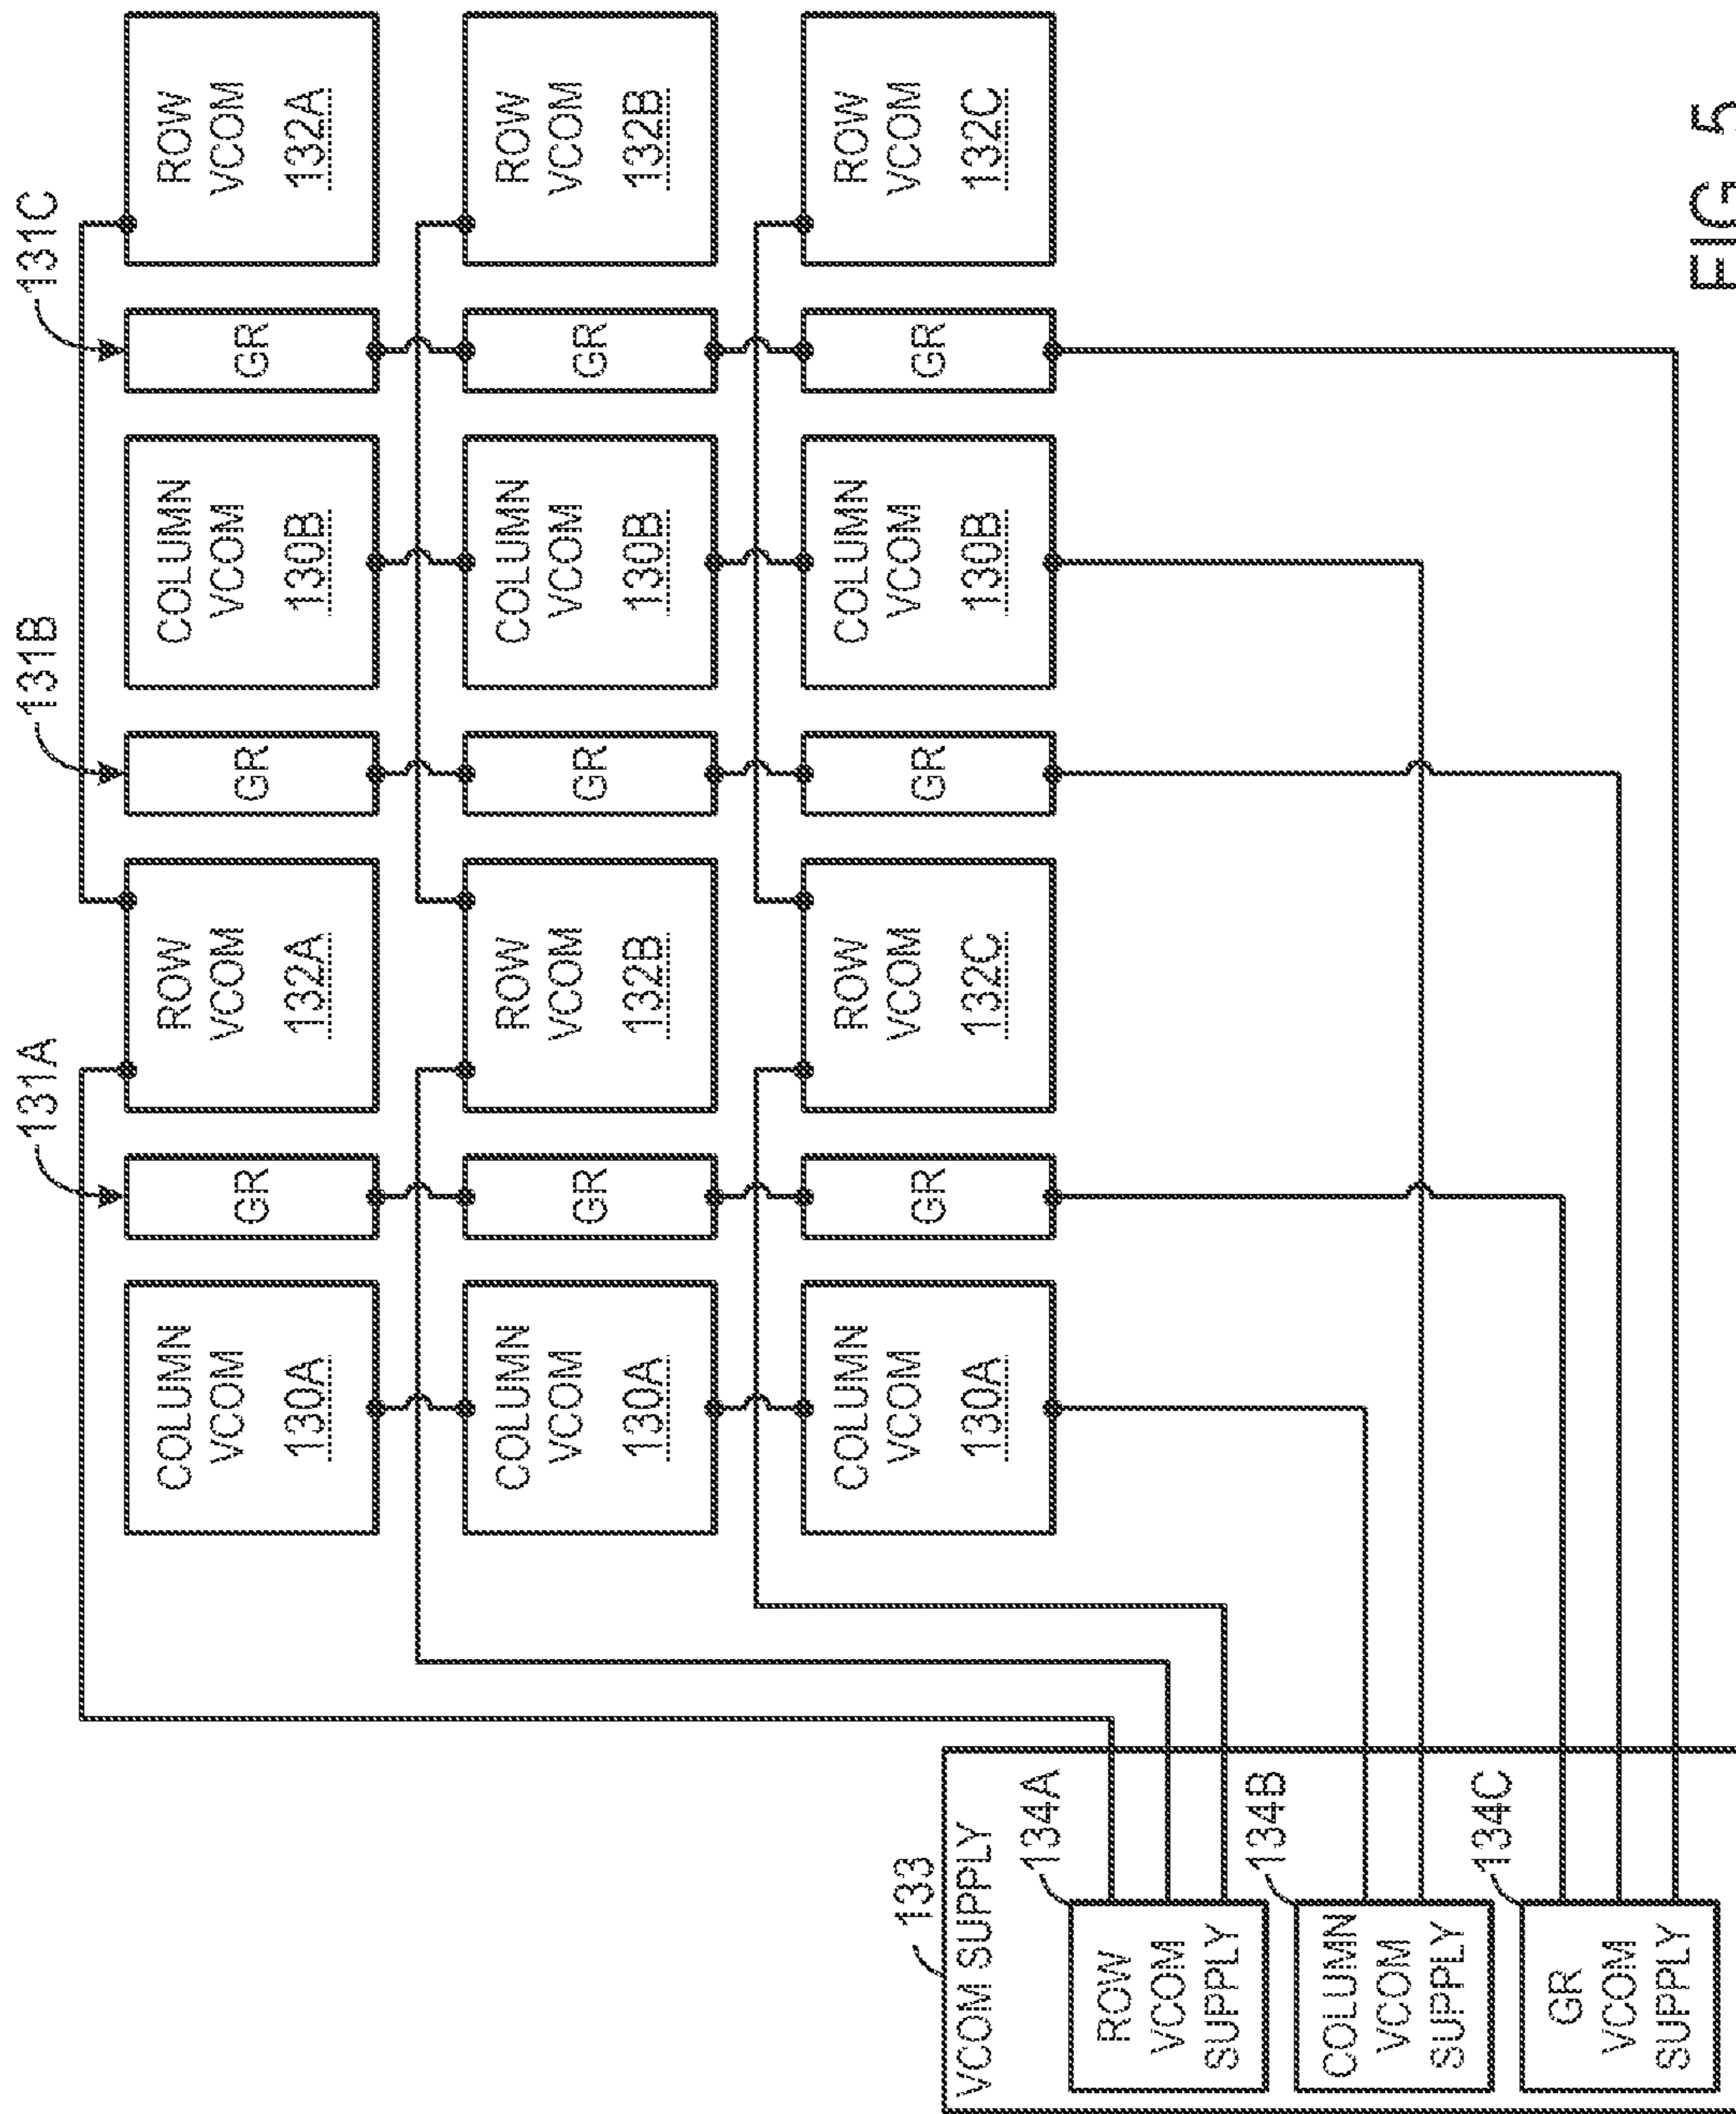 131A
131B
131C
COLUMN
VCOM
130A
GR
ROW
VCOM
132A
GR
COLUMN
VCOM
130B
GR
ROW
VCOM
132A
COLUMN
VCOM
130A
GR
ROW
VCOM
132B
GR
COLUMN
VCOM
130B
GR
ROW
VCOM
132B
COLUMN
VCOM
130A
GR
ROW
VCOM
132C
GR
COLUMN
VCOM
130B
GR
ROW
VCOM
132C
133
VCOM SUPPLY
134A
ROW
VCOM
SUPPLY
134B
COLUMN
VCOM
SUPPLY
134C
GR
VCOM
SUPPLY
FIG. 5